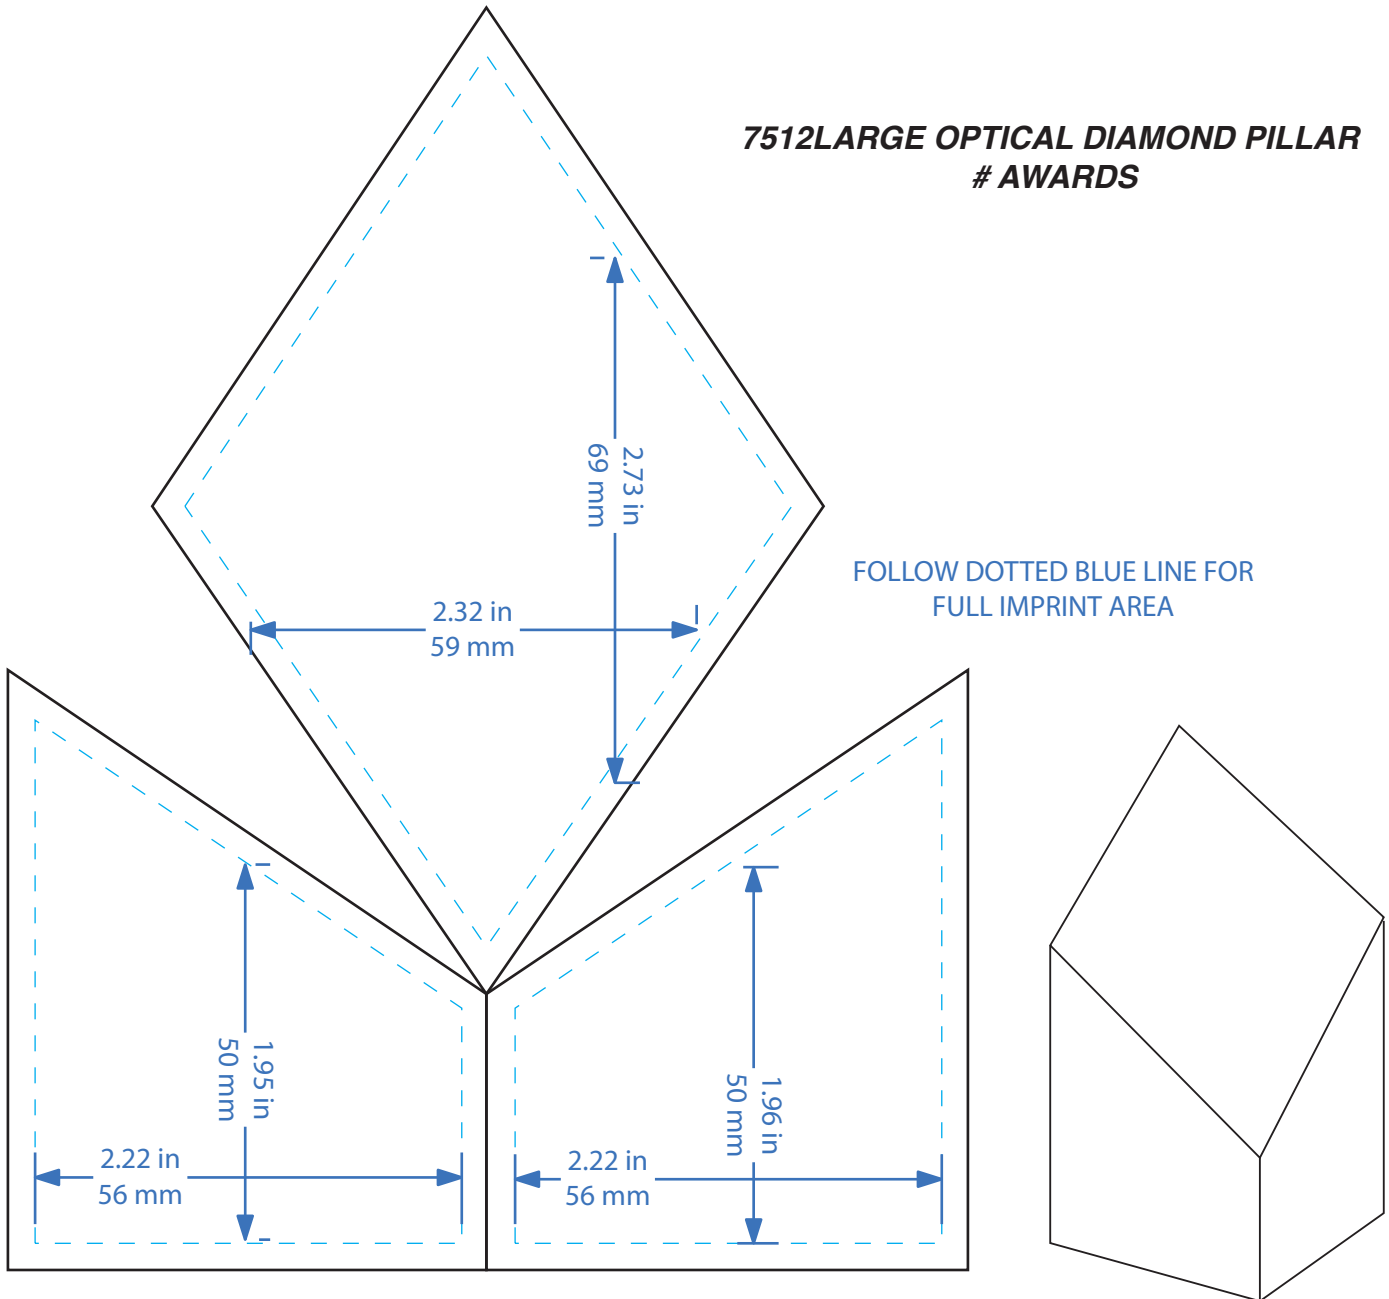 7512LARGE OPTICAL DIAMOND PILLAR
# AWARDS
2.73 in
69 mm
FOLLOW DOTTED BLUE LINE FOR
FULL IMPRINT AREA
2.32 in
59 mm
1.95 in
50 mm
1.96 in
50 mm
2.22 in
56 mm
2.22 in
56 mm